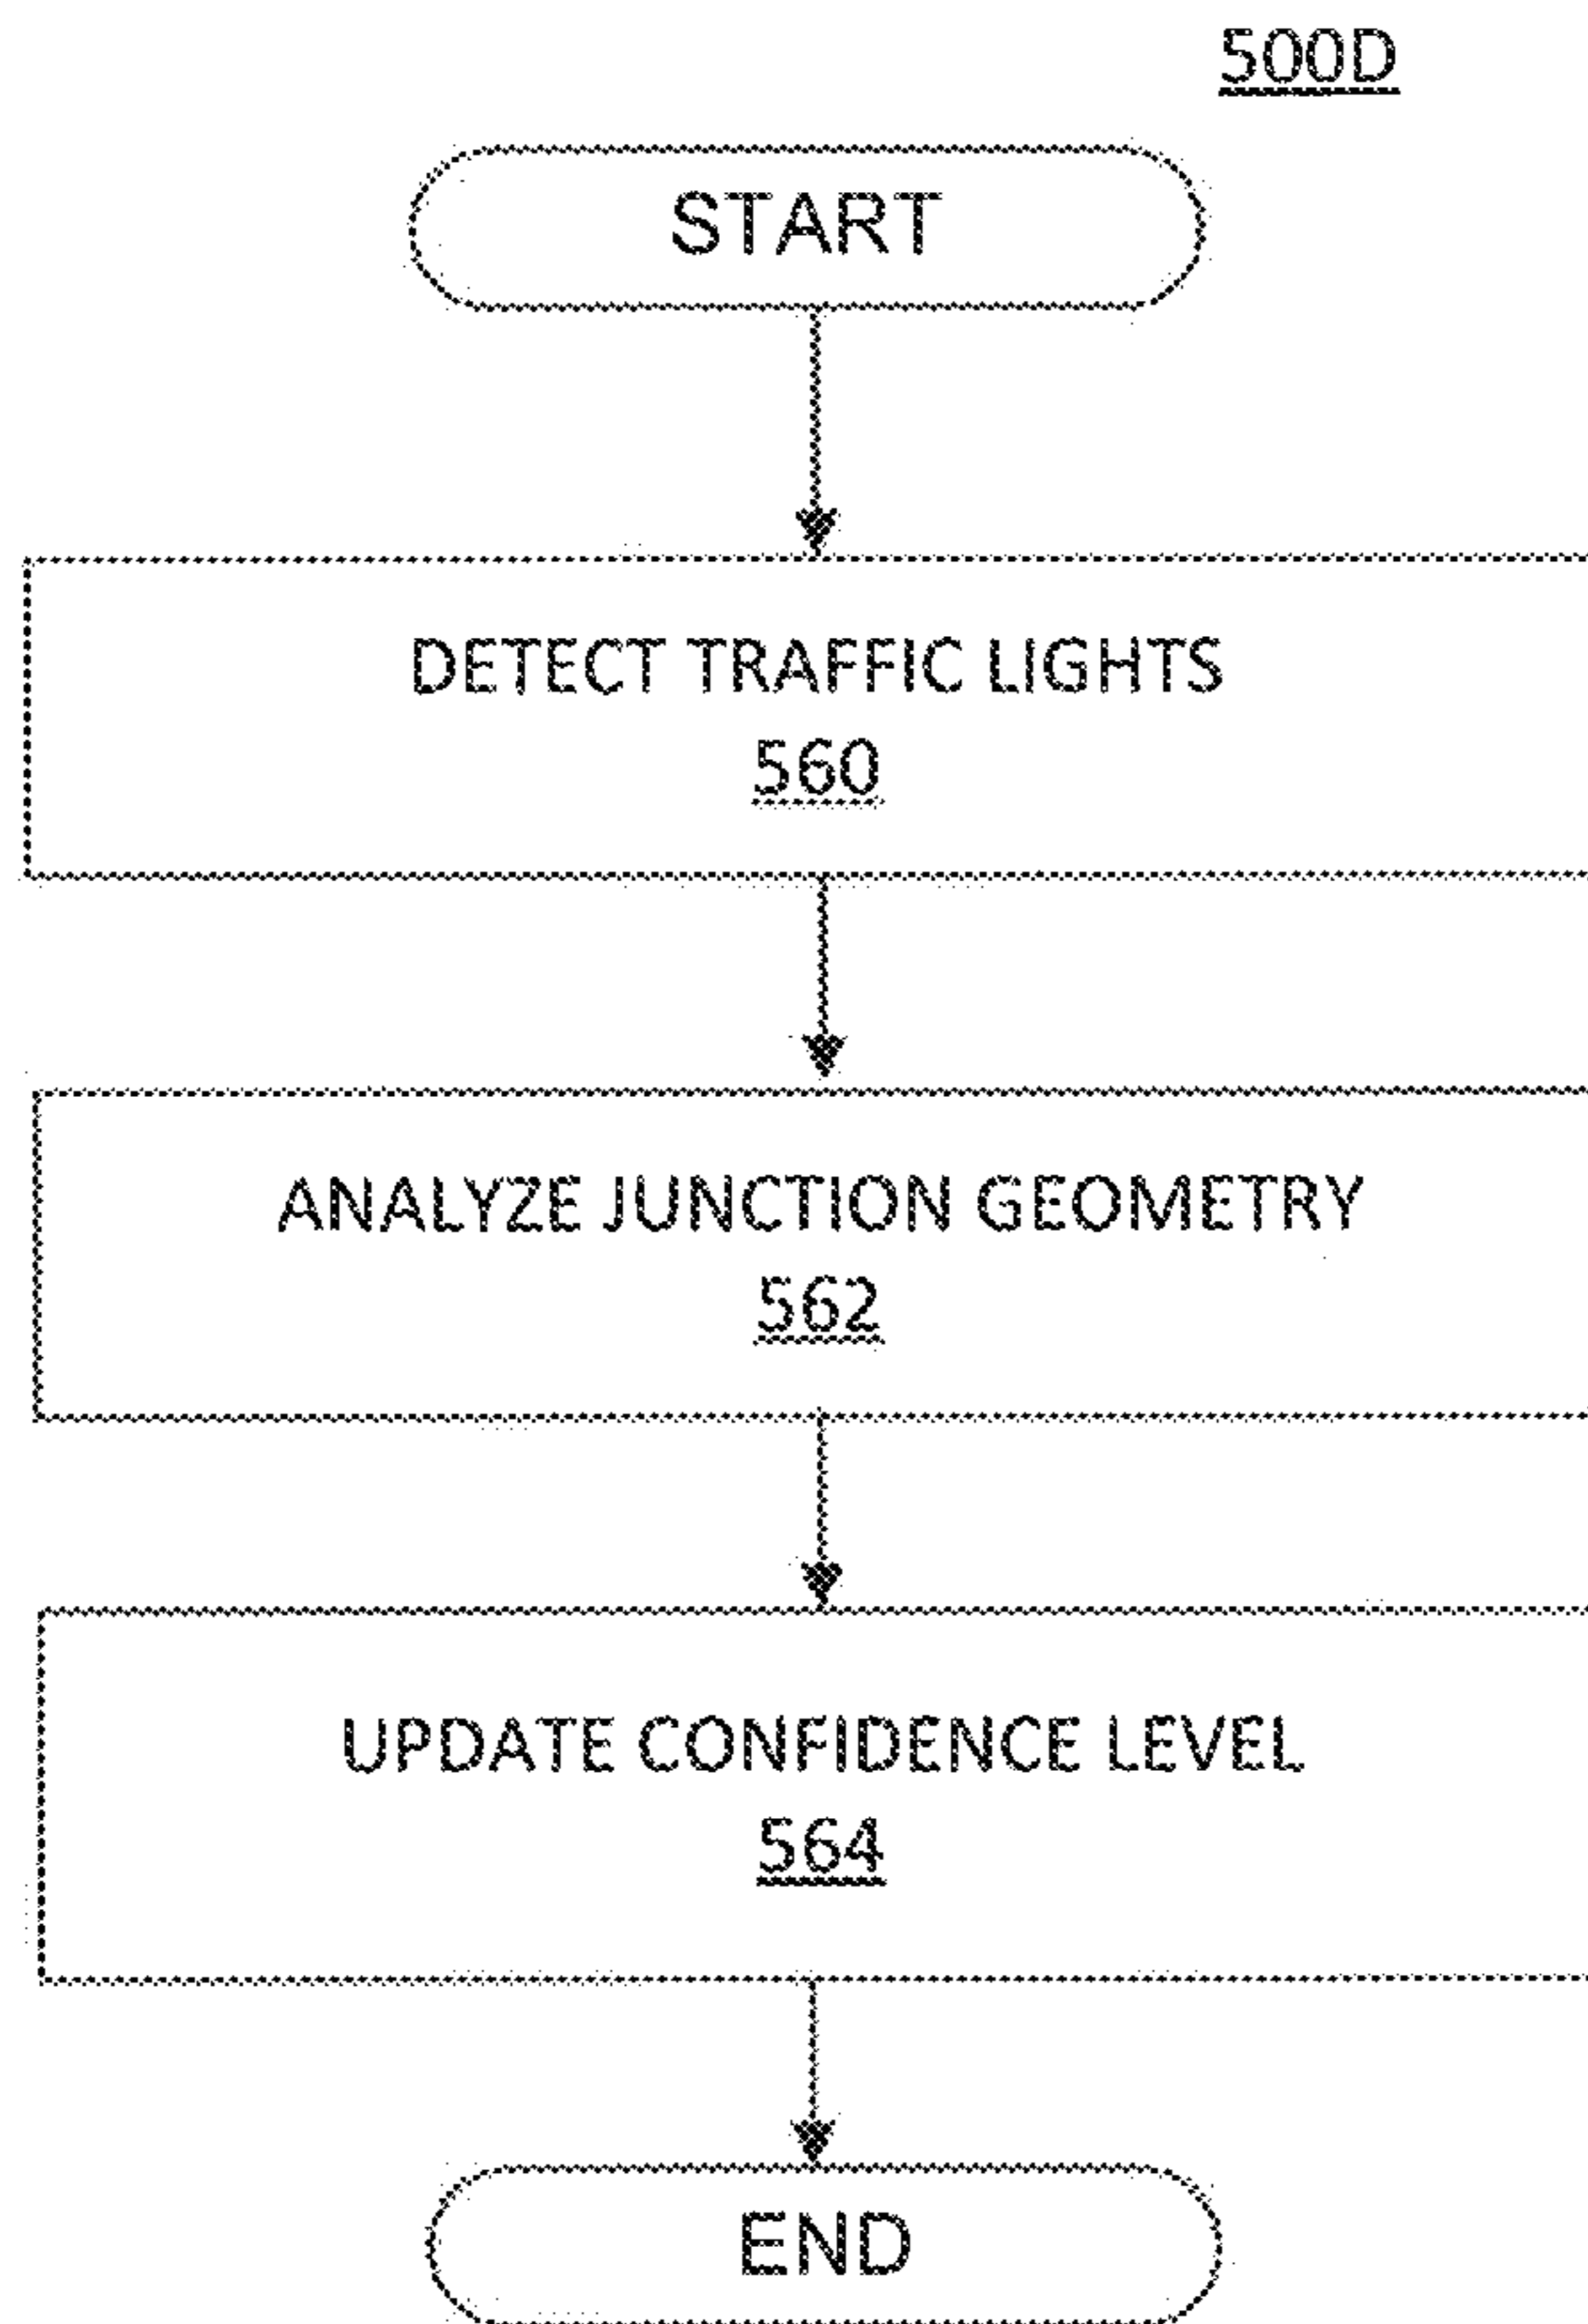 500D
START
DETECT TRAFFIC LIGHTS
560
ANALYZE JUNCTION GEOMETRY
562
UPDATE CONFIDENCE LEVEL
564
END